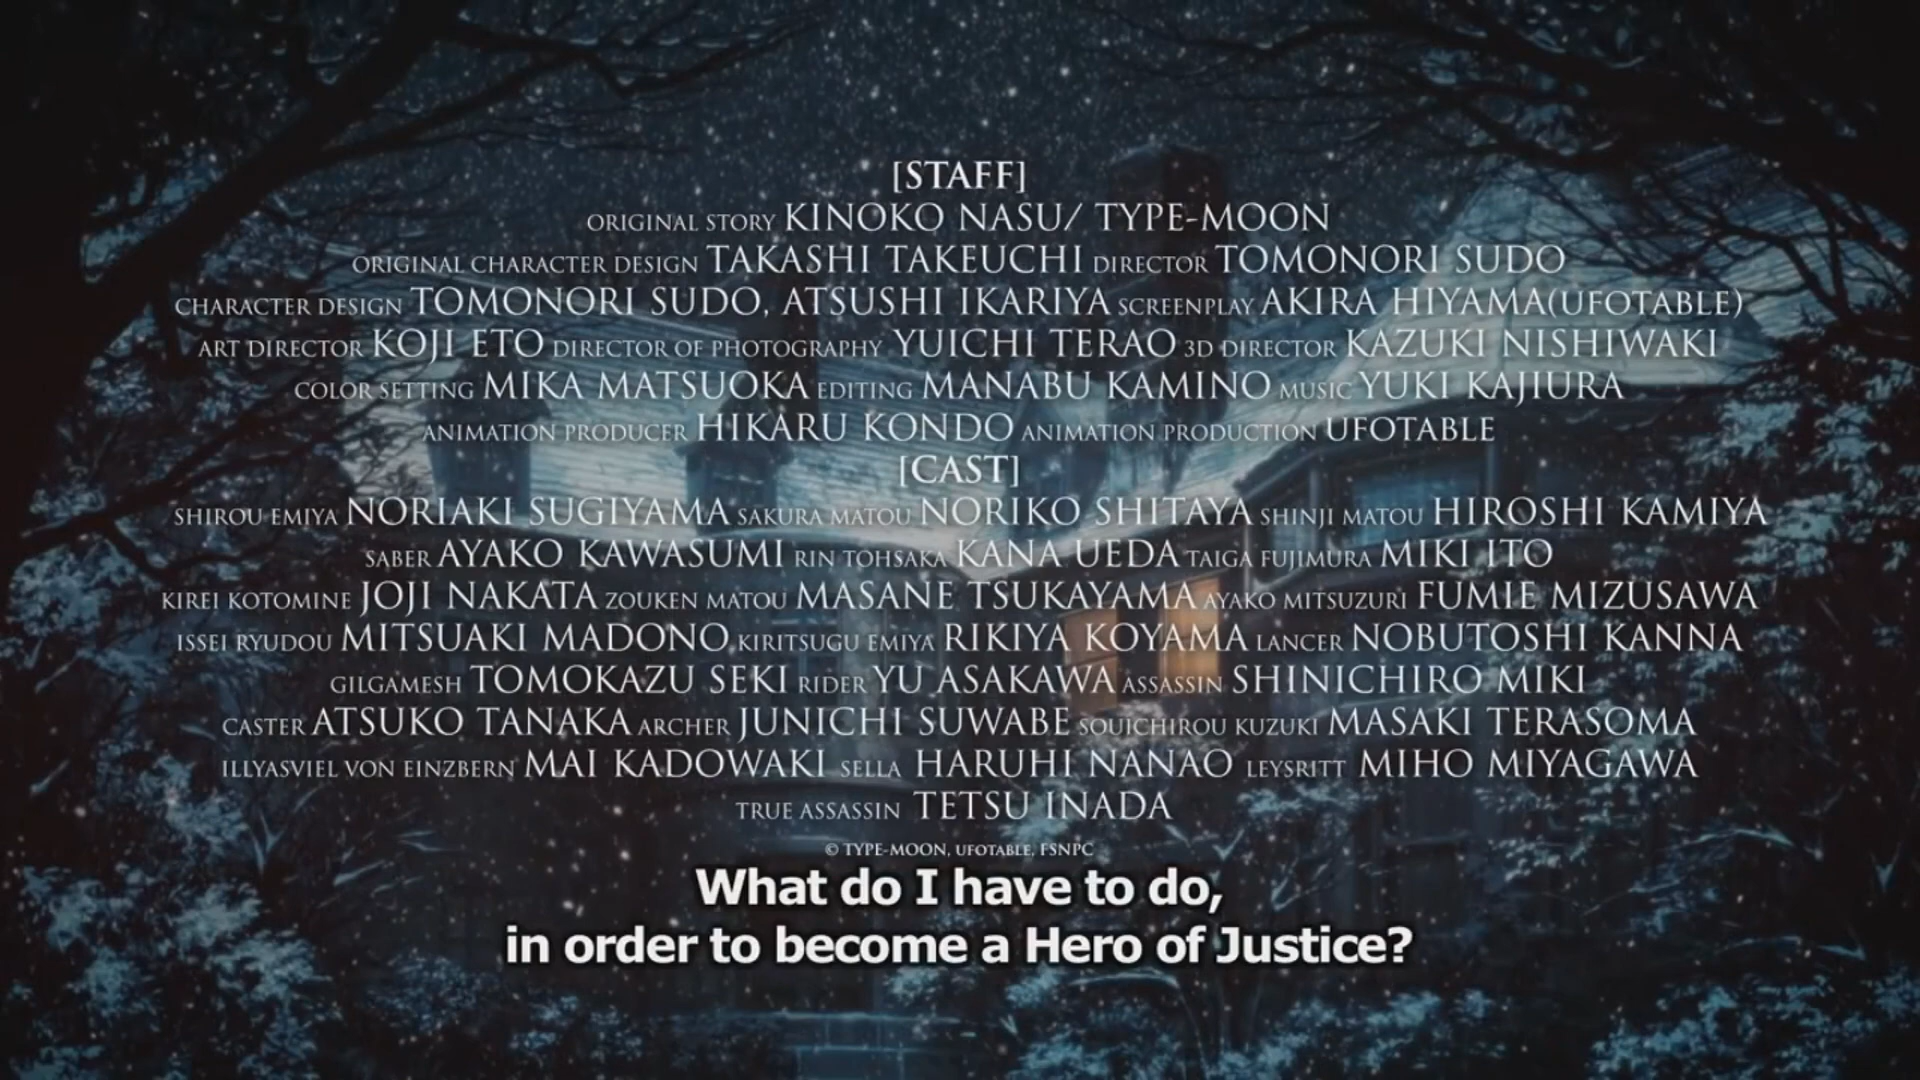 [STAFF]
ORIGINAL STORY KINOKO NASU/ TYPE-MOON
ORIGINAL CHARACTER DESIGN TAKASHI TAKEUCHI DIRECTOR TOMONORI SUDO
CHARACTER DESIGN TOMONORI SUDO, ATSUSHI IKARIYA SCREENPLAY AKIRA HIYAMA(UFOTABLE)
ART DIRECTOR KOJI ETO DIRECTOR OF PHOTOGRAPHY YUICHI TERAO 3D DIRECTOR KAZUKI NISHIWAKI
COLOR SETTING MIKA MATSUOKA EDITING MANABU KAMINO MUSIC YUKI KAJIURA
ANIMATION PRODUCER HIKARU KONDO ANIMATION PRODUCTION UFOTABLE
[CAST]
SHIROU EMIYA NORIAKI SUGIYAMA SAKURA MATOU NORIKO SHITAYA SHINJI MATOU HIROSHI KAMIYA
SABER AYAKO KAWASUMI RIN TOHSAKA KANA UEDA TAIGA FUJIMURA MIKI ITO
KIREI KOTOMINE JOJI NAKATA ZOUKEN MATOU MASANE TSUKAYAMA AYAKO MITSUZURI FUMIE MIZUSAWA
ISSEI RYUDOU MITSUAKI MADONO KIRITSUGU EMIYA RIKIYA KOYAMA LANCER NOBUTOSHI KANNA
GILGAMESH TOMOKAZU SEKI RIDER YU ASAKAWA ASSASSIN SHINICHIRO MIKI
CASTER ATSUKO TANAKA ARCHER JUNICHI SUWABE SOUICHIROU KUZUKI MASAKI TERASOMA
ILLYASVIEL VON EINZBERN MAI KADOWAKI SELLA HARUHI NANAO LEYSRITT MIHO MIYAGAWA
TRUE ASSASSIN TETSU INADA
© TYPE-MOON, UFOTABLE, FSNPC
What do I have to do,
in order to become a Hero of Justice?